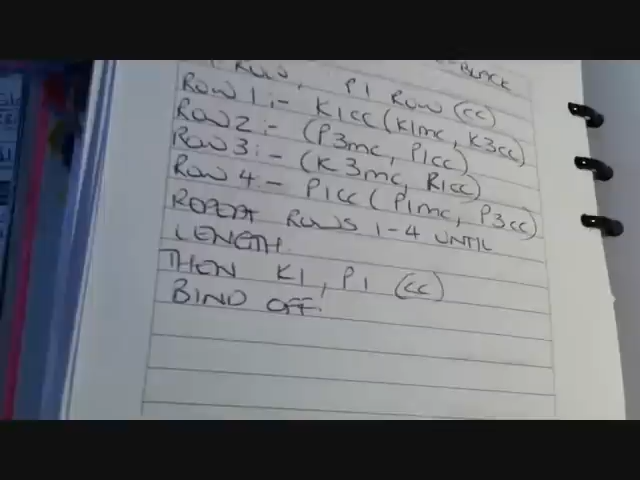 ROW, P1 ROW (CC)
ROW 1:- K1CC (K1MC, K3CC)
ROW 2:- (P3MC, P1CC)
ROW 3:- (K3MC, K1CC)
ROW 4:- P1CC (P1MC, P3CC)
REPEAT ROWS 1-4 UNTIL
LENGTH
THEN K1, P1 (CC)
BIND OFF.